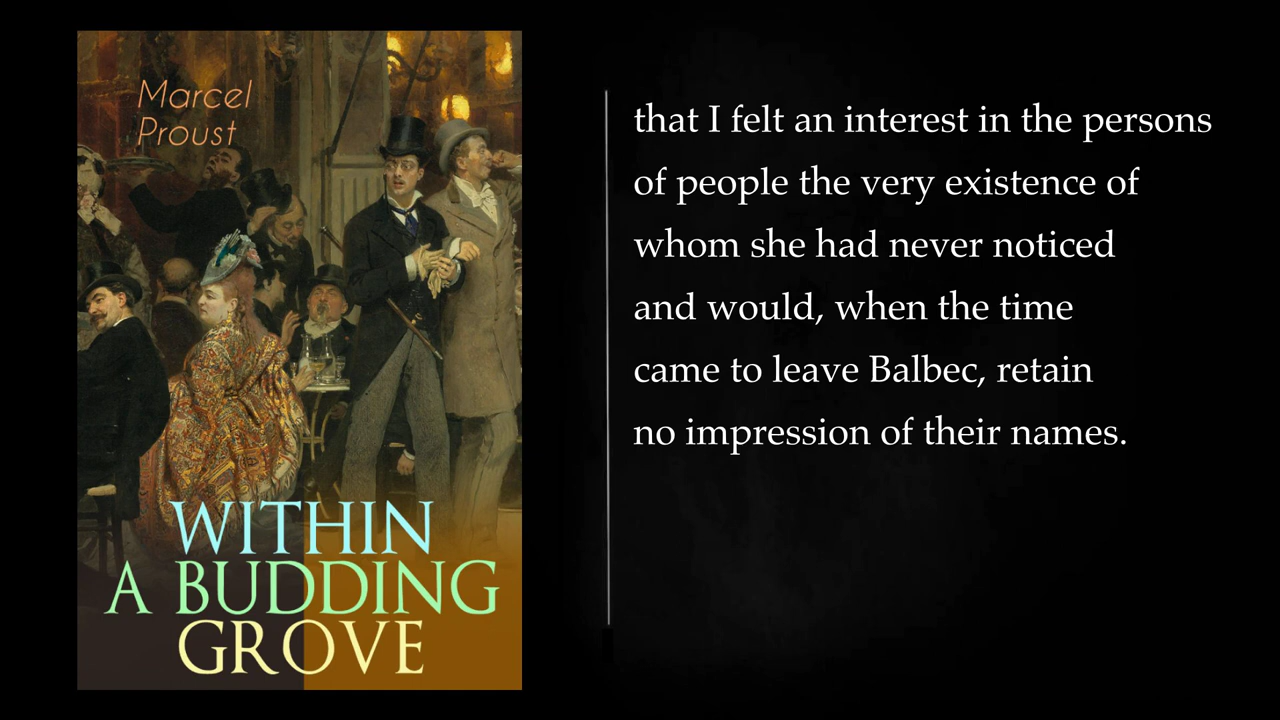 Marcel
Proust
WITHIN
A BUDDING
GROVE
that I felt an interest in the persons
of people the very existence of
whom she had never noticed
and would, when the time
came to leave Balbec, retain
no impression of their names.